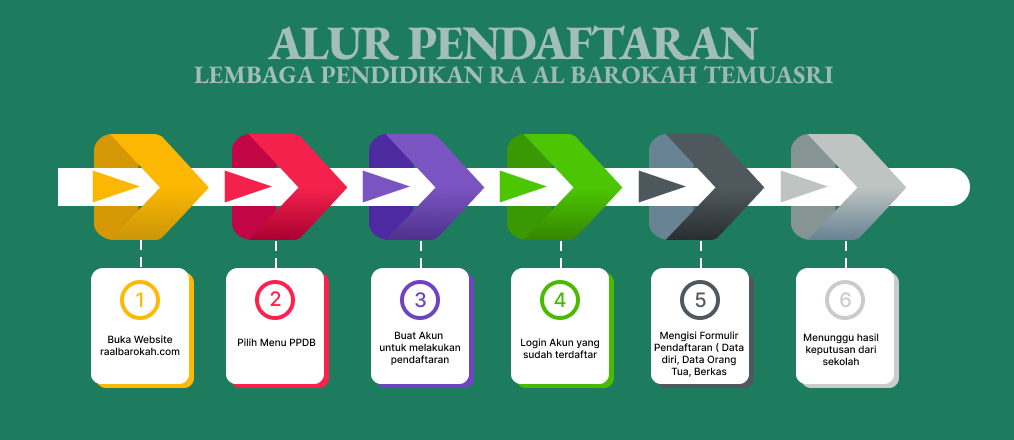 ALUR PENDAFTARAN
LEMBAGA PENDIDIKAN RA AL BAROKAH TEMUASRI
1
Buka Website
raalbarokah.com
2
Pilih Menu PPDB
3
Buat Akun
untuk melakukan
pendaftaran
4
Login Akun yang
sudah terdaftar
5
Mengisi Formulir
Pendaftaran ( Data
diri, Data Orang
Tua, Berkas
6
Menunggu hasil
keputusan dari
sekolah